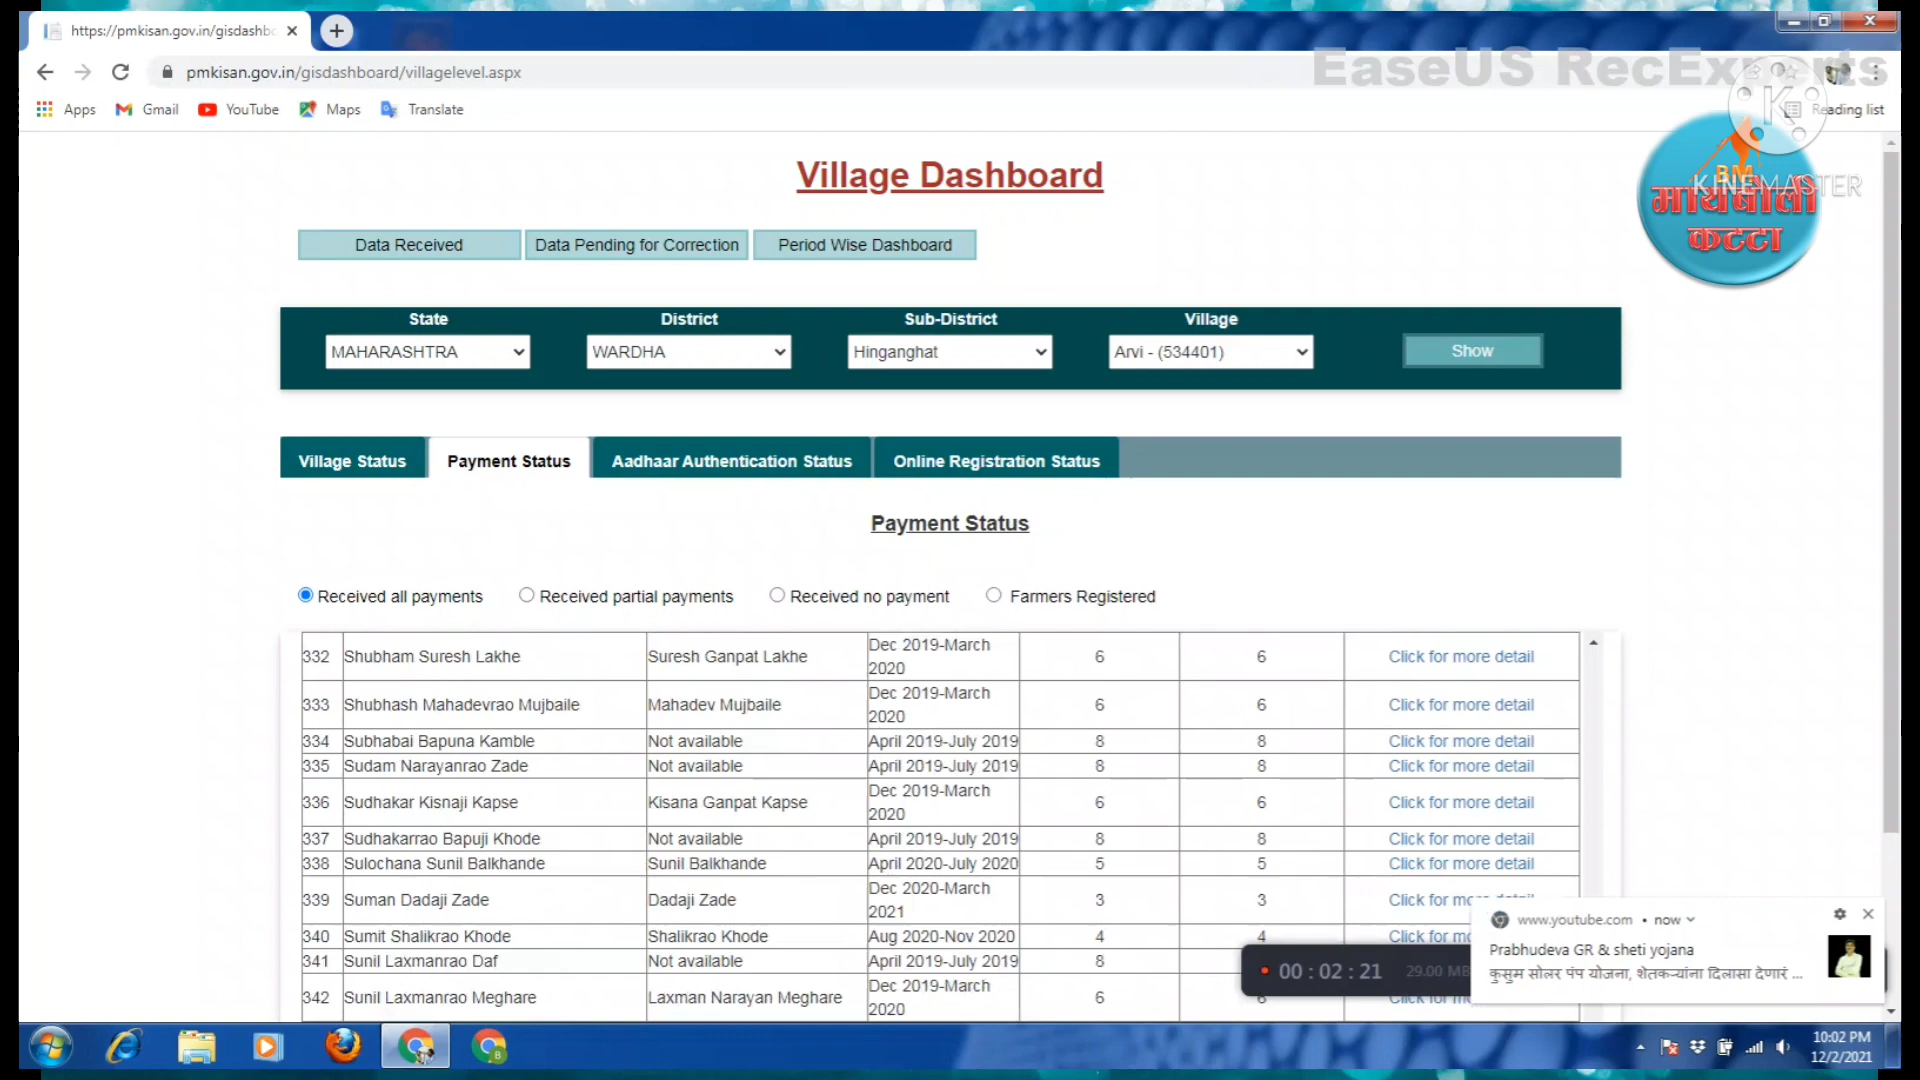 https://pmkisan.gov.in/gisdashbo
pmkisan.gov.in/gisdashboard/villagelevel.aspx
EaseUS RecExperts
Apps Gmail YouTube Maps Translate
Reading list
K
KINEMASTER
BM
मायबोली
कट्टा
Village Dashboard
Data Received Data Pending for Correction Period Wise Dashboard
State District Sub-District Village
MAHARASHTRA WARDHA Hinganghat Arvi - (534401) Show
Village Status Payment Status Aadhaar Authentication Status Online Registration Status
Payment Status
Received all payments Received partial payments Received no payment Farmers Registered
332 Shubham Suresh Lakhe Suresh Ganpat Lakhe Dec 2019-March 2020 6 6 Click for more detail
333 Shubhash Mahadevrao Mujbaile Mahadev Mujbaile Dec 2019-March 2020 6 6 Click for more detail
334 Subhabai Bapuna Kamble Not available April 2019-July 2019 8 8 Click for more detail
335 Sudam Narayanrao Zade Not available April 2019-July 2019 8 8 Click for more detail
336 Sudhakar Kisnaji Kapse Kisana Ganpat Kapse Dec 2019-March 2020 6 6 Click for more detail
337 Sudhakarrao Bapuji Khode Not available April 2019-July 2019 8 8 Click for more detail
338 Sulochana Sunil Balkhande Sunil Balkhande April 2020-July 2020 5 5 Click for more detail
339 Suman Dadaji Zade Dadaji Zade Dec 2020-March 2021 3 3 Click for
340 Sumit Shalikrao Khode Shalikrao Khode Aug 2020-Nov 2020 4 4 Click for
341 Sunil Laxmanrao Daf Not available April 2019-July 2019 8
342 Sunil Laxmanrao Meghare Laxman Narayan Meghare Dec 2019-March 2020 6 6 Click for
www.youtube.com • now
Prabhudeva GR & sheti yojana
कुसुम सोलर पंप योजना, शेतकऱ्यांना दिलासा देणारं ...
00 : 02 : 21 29.00 MB
B
10:02 PM
12/2/2021